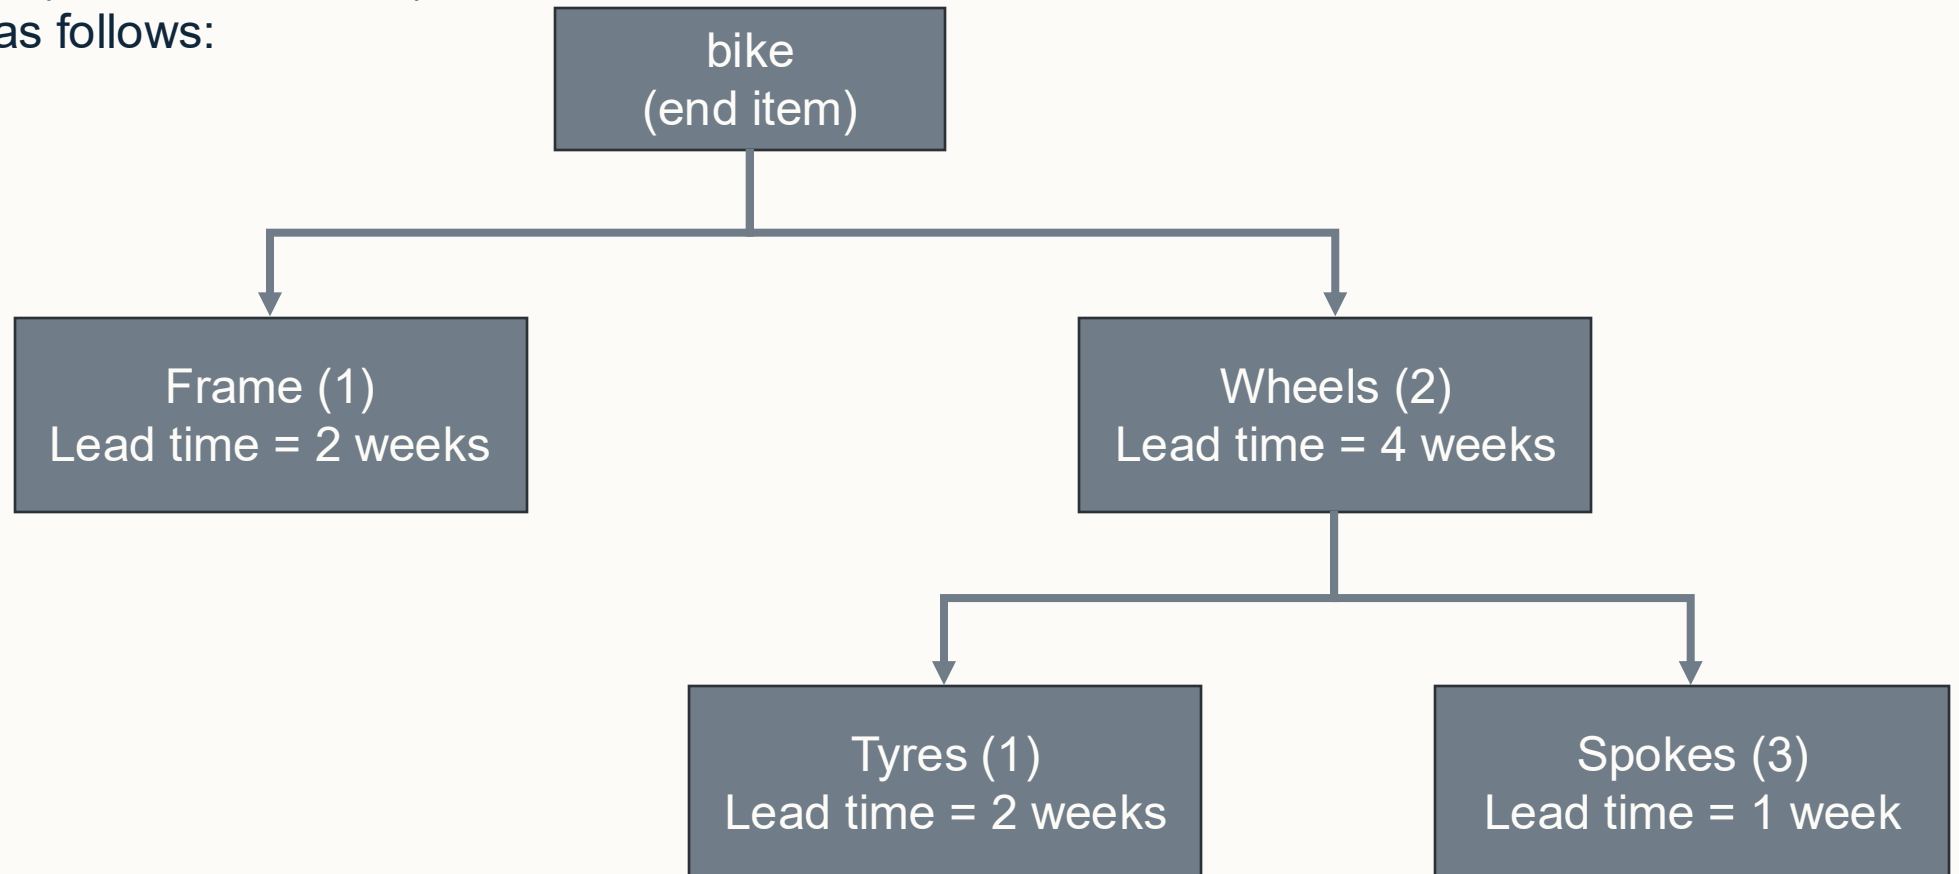 as follows:
bike
(end item)
Frame (1)
Lead time = 2 weeks
Wheels (2)
Lead time = 4 weeks
Tyres (1)
Lead time = 2 weeks
Spokes (3)
Lead time = 1 week